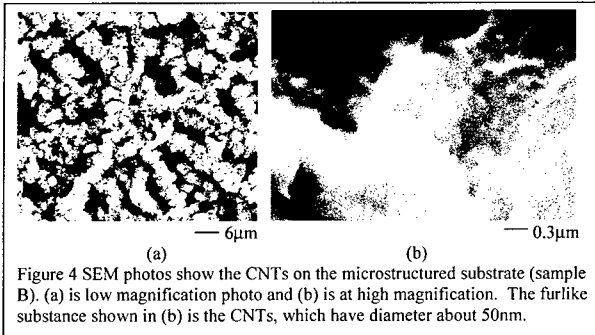 6μm
0.3μm
(a)
(b)
Figure 4 SEM photos show the CNTs on the microstructured substrate (sample
B). (a) is low magnification photo and (b) is at high magnification. The furlike
substance shown in (b) is the CNTs, which have diameter about 50nm.